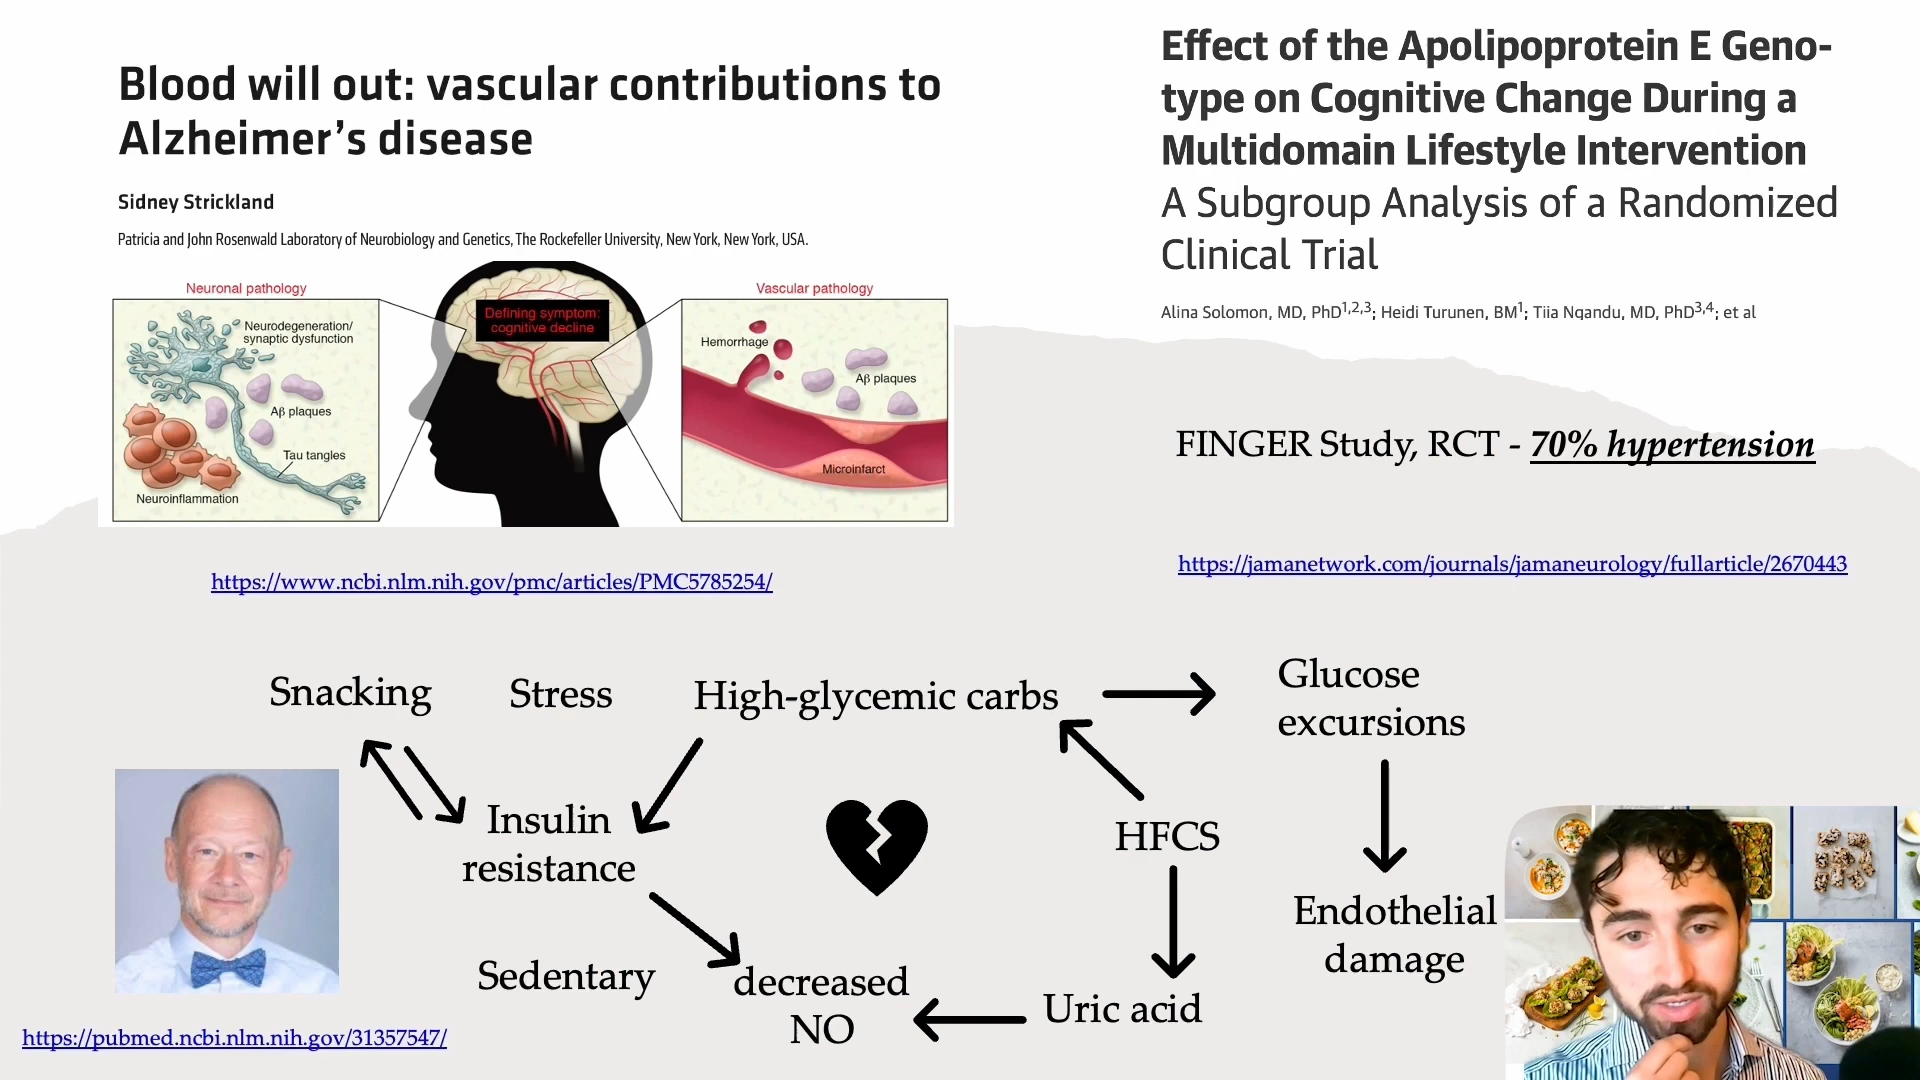 Blood will out: vascular contributions to
Alzheimer’s disease
Sidney Strickland
Patricia and John Rosenwald Laboratory of Neurobiology and Genetics, The Rockefeller University, New York, New York, USA.
Neuronal pathology
Neurodegeneration/
synaptic dysfunction
Aβ plaques
Tau tangles
Neuroinflammation
Defining symptom:
cognitive decline
Vascular pathology
Hemorrhage
Aβ plaques
Microinfarct
https://www.ncbi.nlm.nih.gov/pmc/articles/PMC5785254/
Effect of the Apolipoprotein E Geno-
type on Cognitive Change During a
Multidomain Lifestyle Intervention
A Subgroup Analysis of a Randomized
Clinical Trial
Alina Solomon, MD, PhD1,2,3; Heidi Turunen, BM1; Tiia Ngandu, MD, PhD3,4; et al
FINGER Study, RCT - 70% hypertension
https://jamanetwork.com/journals/jamaneurology/fullarticle/2670443
Snacking
Stress
High-glycemic carbs
Glucose
excursions
Insulin
resistance
HFCS
Endothelial
damage
Sedentary
decreased
NO
Uric acid
https://pubmed.ncbi.nlm.nih.gov/31357547/